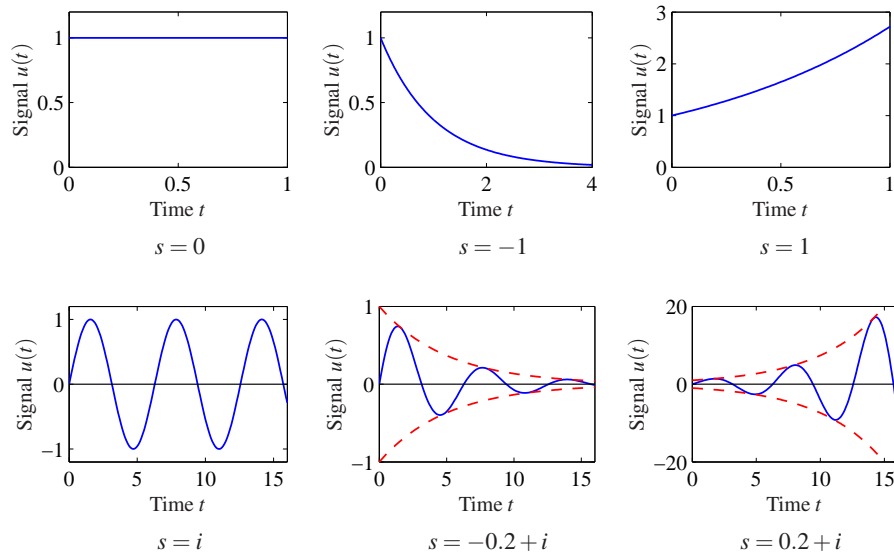 Signal u(t)
1
0.5
0
0 0.5 1
Time t
s = 0
Signal u(t)
1
0.5
0
0 2 4
Time t
s = −1
Signal u(t)
3
2
1
0
0 0.5 1
Time t
s = 1
Signal u(t)
1
0
−1
0 5 10 15
Time t
s = i
Signal u(t)
1
0
−1
0 5 10 15
Time t
s = −0.2 + i
Signal u(t)
20
0
−20
0 5 10 15
Time t
s = 0.2 + i